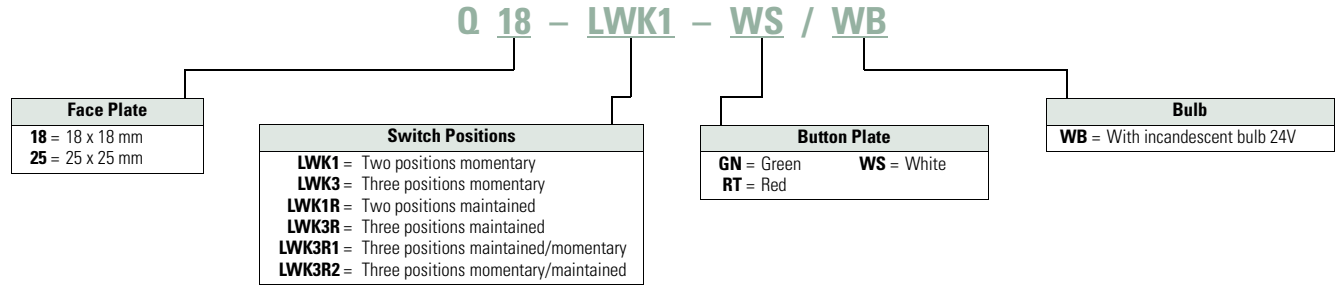 Q 18 – LWK1 – WS / WB
Face Plate
18 = 18 x 18 mm
25 = 25 x 25 mm
Switch Positions
LWK1 = Two positions momentary
LWK3 = Three positions momentary
LWK1R = Two positions maintained
LWK3R = Three positions maintained
LWK3R1 = Three positions maintained/momentary
LWK3R2 = Three positions momentary/maintained
Button Plate
GN = Green WS = White
RT = Red
Bulb
WB = With incandescent bulb 24V